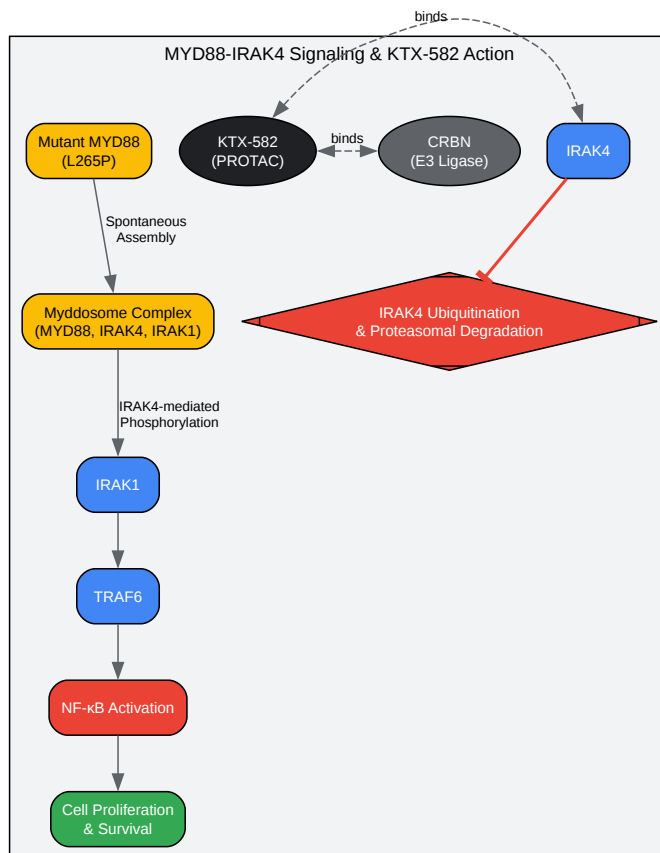 binds
MYD88-IRAK4 Signaling & KTX-582 Action
Mutant MYD88
(L265P)
KTX-582
(PROTAC)
binds
CRBN
(E3 Ligase)
IRAK4
Spontaneous
Assembly
Myddosome Complex
(MYD88, IRAK4, IRAK1)
IRAK4 Ubiquitination
& Proteasomal Degradation
IRAK4-mediated
Phosphorylation
IRAK1
TRAF6
NF-κB Activation
Cell Proliferation
& Survival